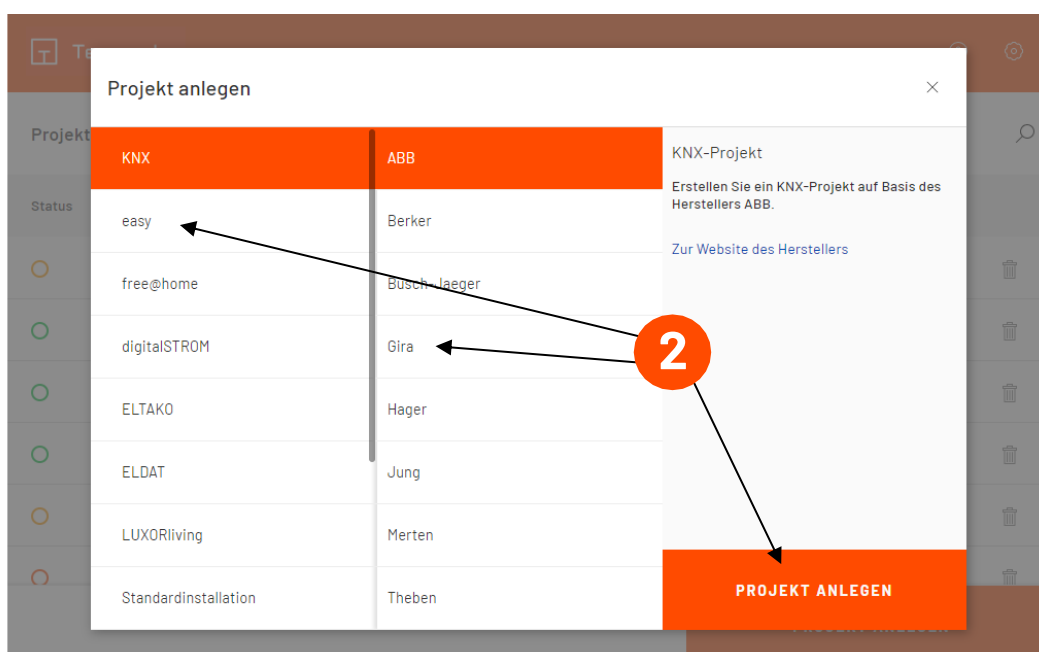 Projekt anlegen
KNX
easy
free@home
digitalSTROM
ELTAKO
ELDAT
LUXORliving
Standardinstallation
ABB
Berker
Busch-Jaeger
Gira
Hager
Jung
Merten
Theben
KNX-Projekt
Erstellen Sie ein KNX-Projekt auf Basis des
Herstellers ABB.
Zur Website des Herstellers
2
PROJEKT ANLEGEN
Projekt
Status